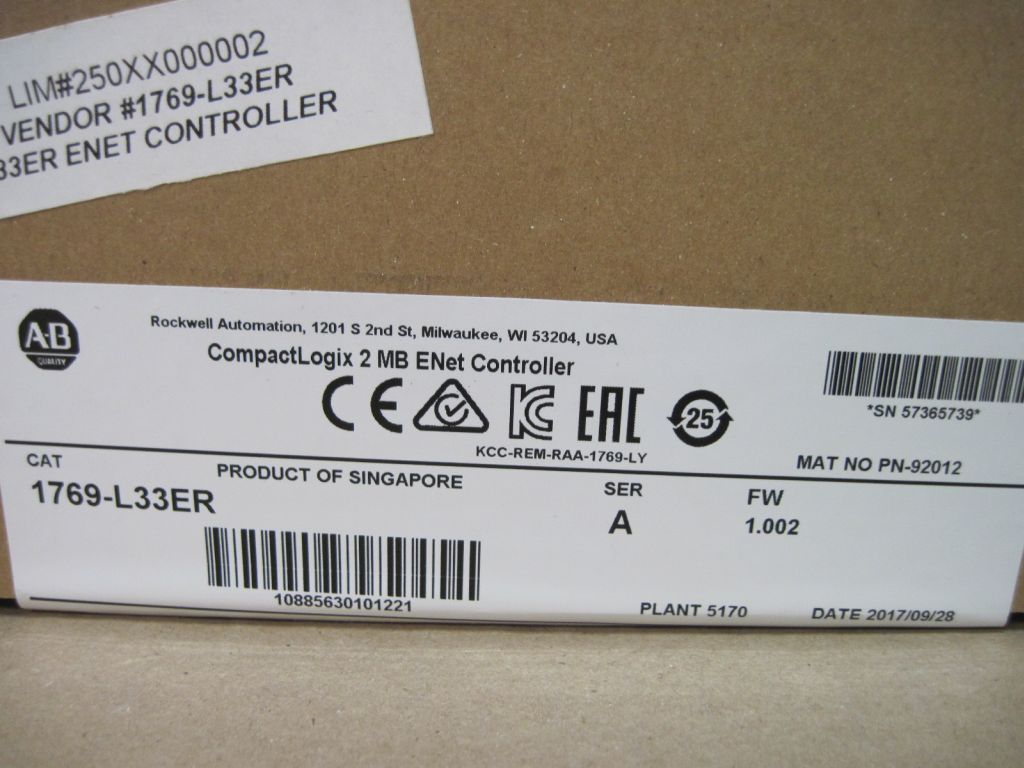 LIM#250XX000002
VENDOR #1769-L33ER
33ER ENET CONTROLLER
A-B
QUALITY
Rockwell Automation, 1201 S 2nd St, Milwaukee, WI 53204, USA
CompactLogix 2 MB ENet Controller
CE KC EAC 25
KCC-REM-RAA-1769-LY
*SN 57365739*
MAT NO PN-92012
CAT
1769-L33ER
PRODUCT OF SINGAPORE
SER
A
FW
1.002
10885630101221
PLANT 5170
DATE 2017/09/28